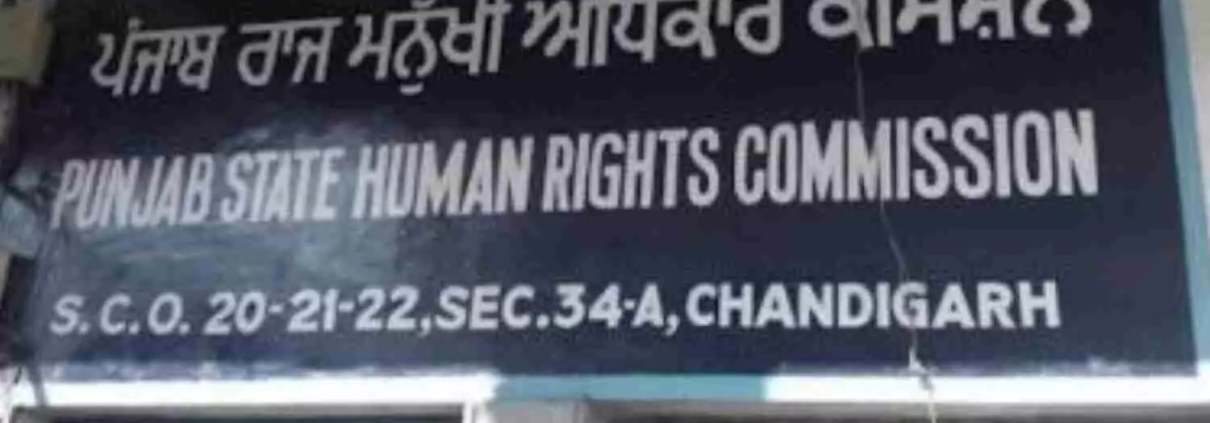 ਪੰਜਾਬ ਰਾਜ ਮਨੁੱਖੀ ਅਧਿਕਾਰ ਕਮਿਸ਼ਨ
PUNJAB STATE HUMAN RIGHTS COMMISSION
S.C.O. 20-21-22,SEC.34-A,CHANDIGARH